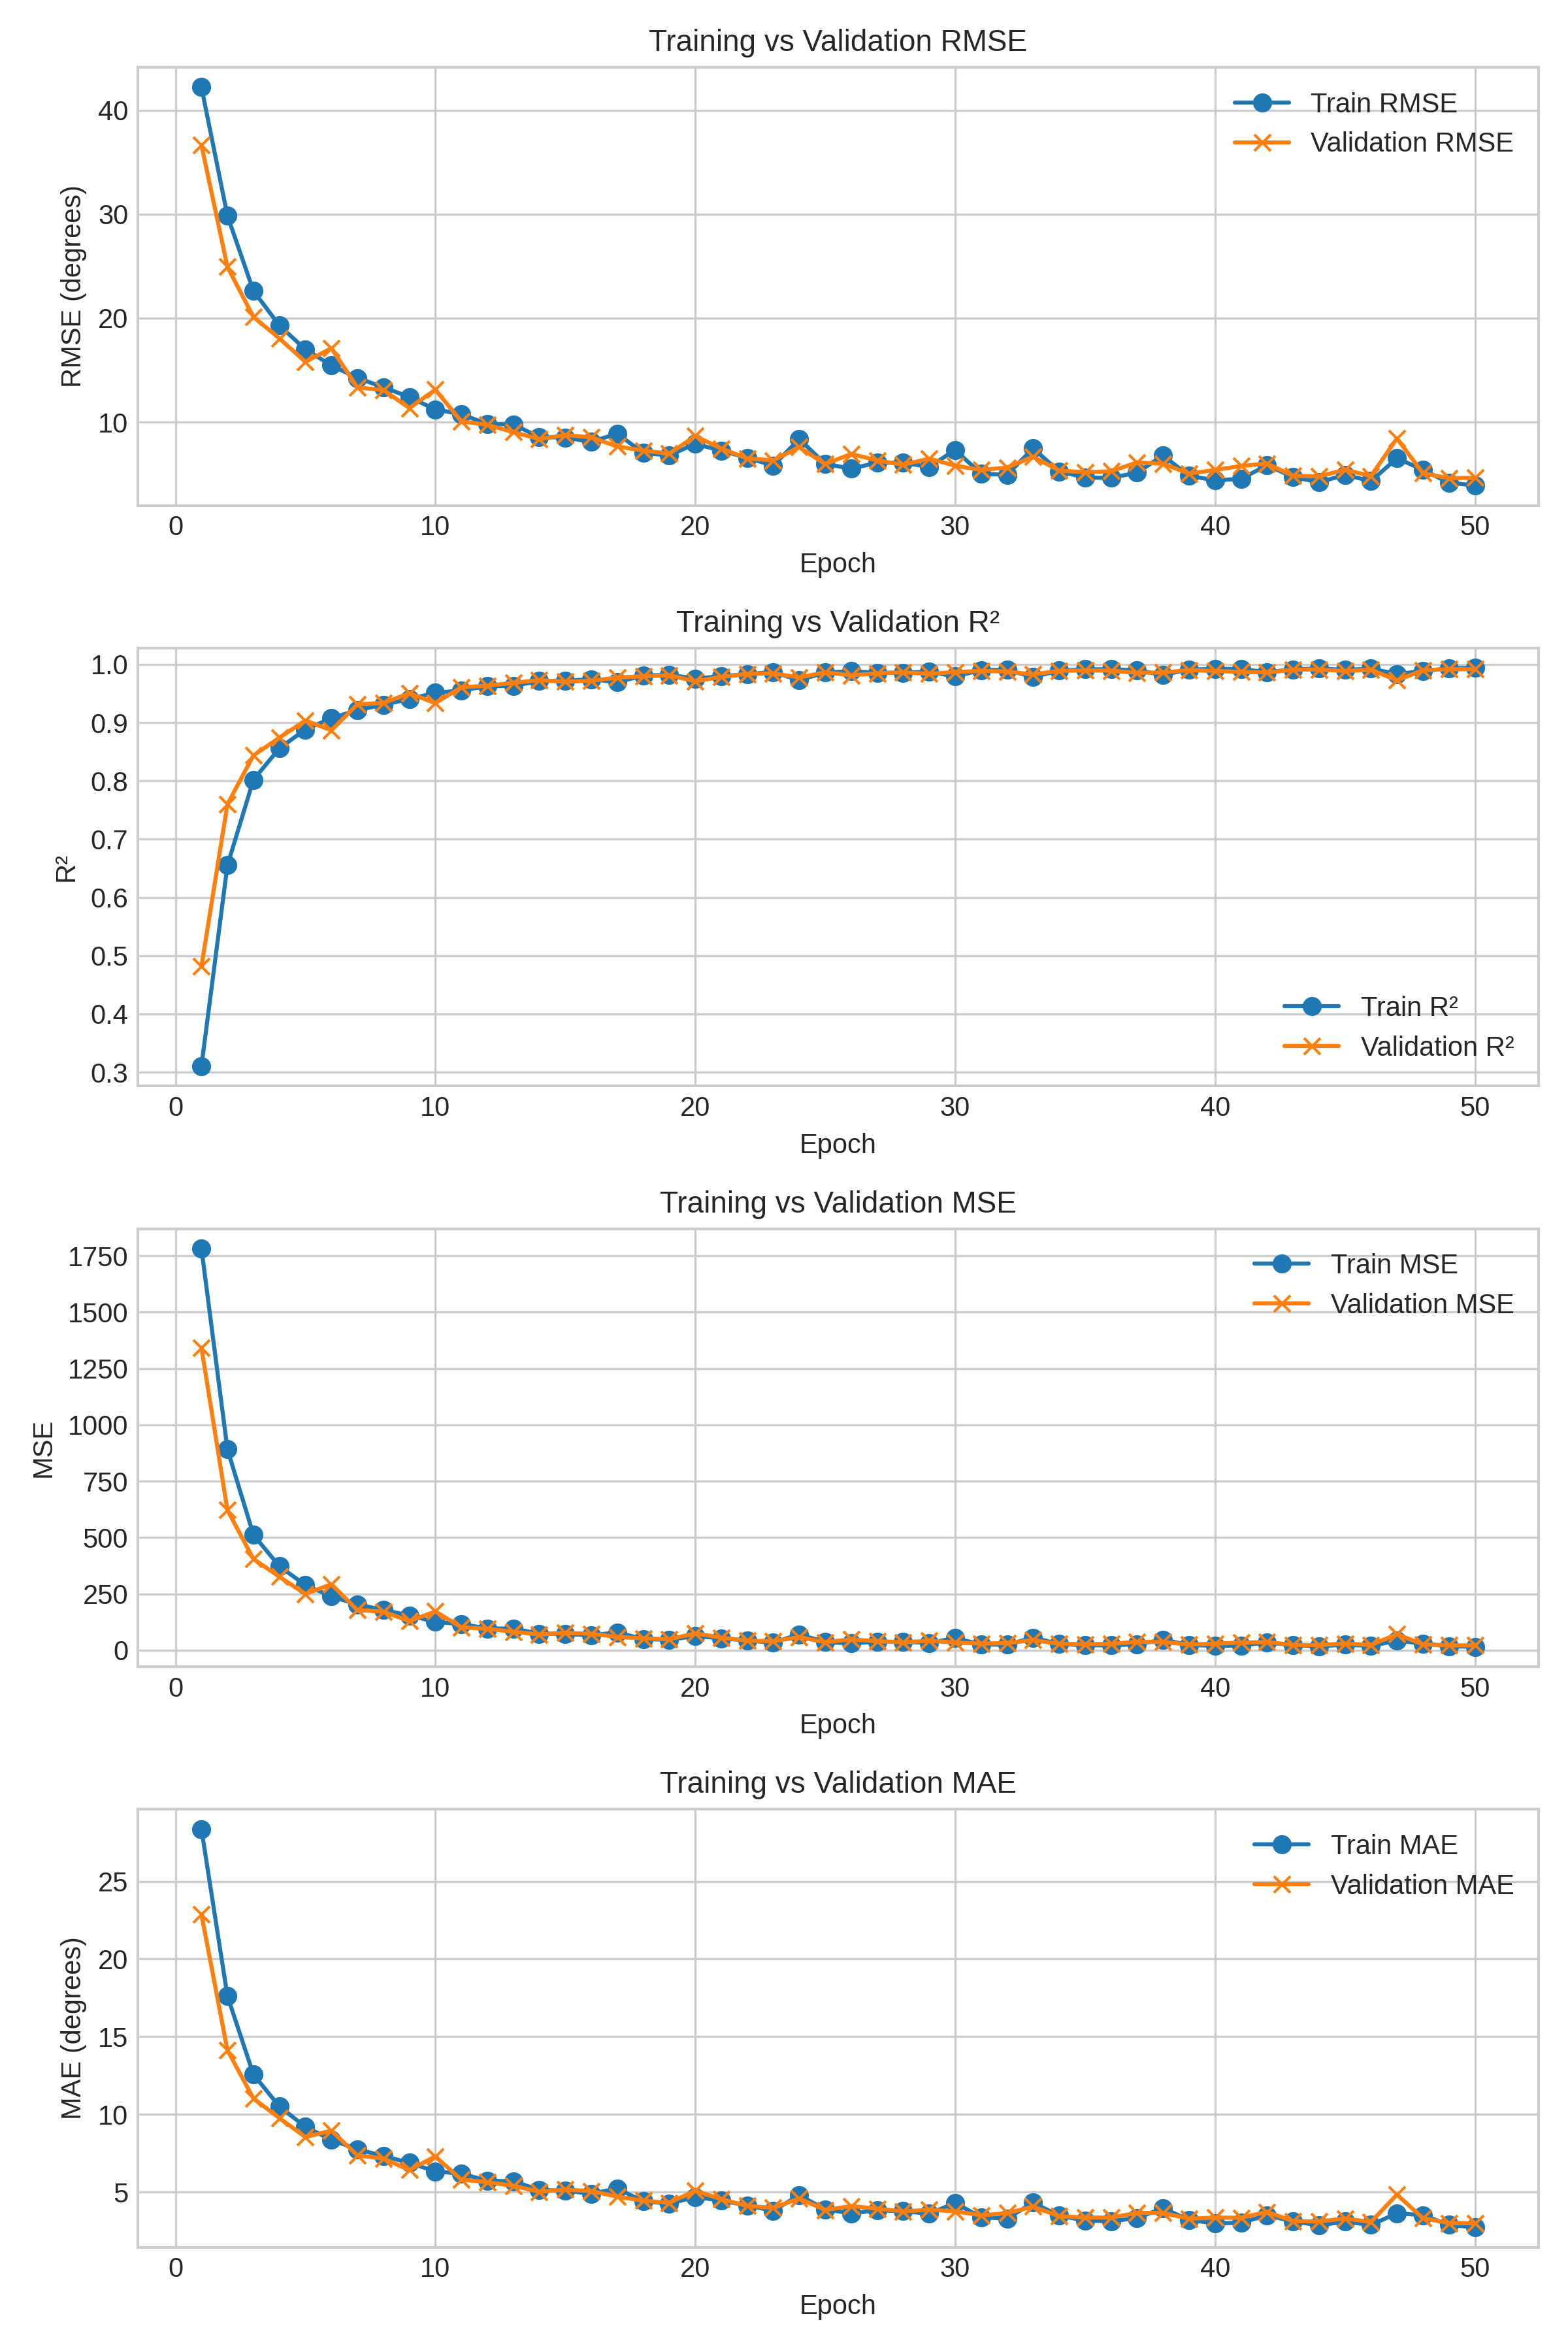 Training vs Validation RMSE
40
30
20
10
RMSE (degrees)
Train RMSE
Validation RMSE
0 10 20 30 40 50
Epoch
Training vs Validation R²
1.0
0.9
0.8
0.7
0.6
0.5
0.4
0.3
R²
Train R²
Validation R²
0 10 20 30 40 50
Epoch
Training vs Validation MSE
1750
1500
1250
1000
750
500
250
0
MSE
Train MSE
Validation MSE
0 10 20 30 40 50
Epoch
Training vs Validation MAE
25
20
15
10
5
MAE (degrees)
Train MAE
Validation MAE
0 10 20 30 40 50
Epoch